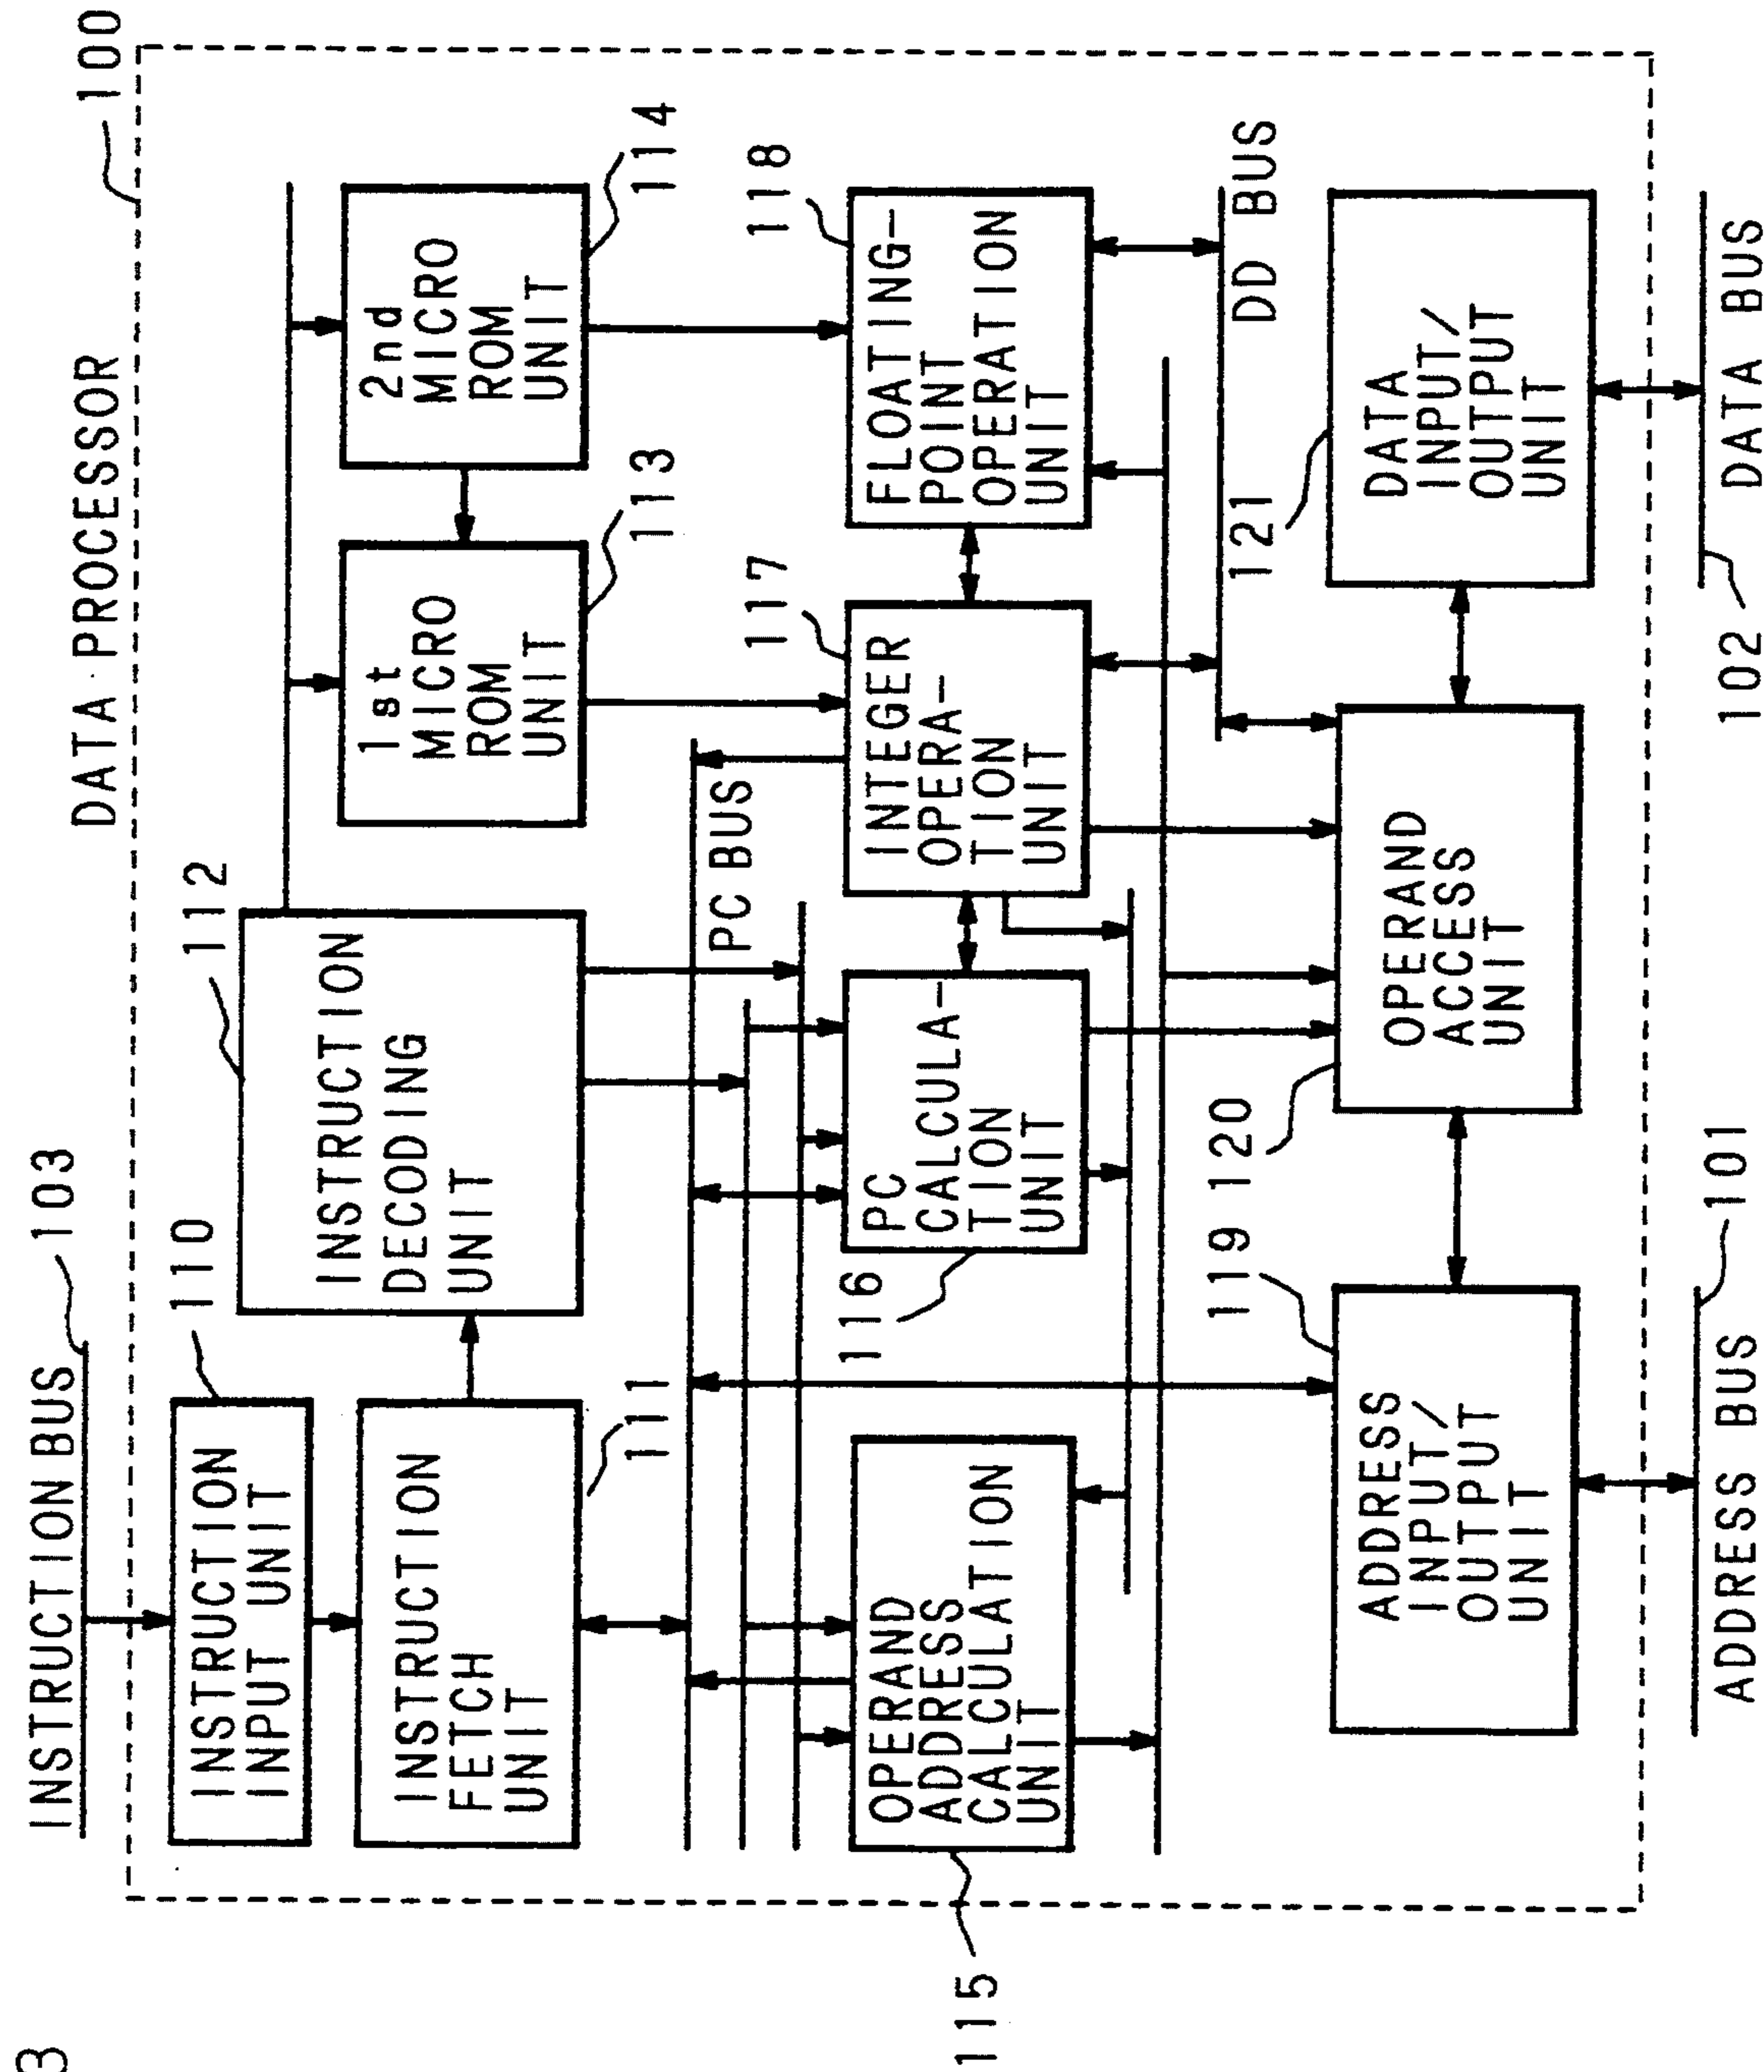 3
DATA PROCESSOR
100
INSTRUCTION BUS
103
INSTRUCTION
INPUT UNIT
110
INSTRUCTION
FETCH
UNIT
111
INSTRUCTION
DECODING
UNIT
112
1st
MICRO
ROM
UNIT
113
2nd
MICRO
ROM
UNIT
114
PC BUS
OPERAND
ADDRESS
CALCULATION
UNIT
115
PC
CALCULA-
TION
UNIT
116
INTEGER
OPERA-
TION
UNIT
117
FLOATING-
POINT
OPERATION
UNIT
118
DD BUS
ADDRESS
INPUT/
OUTPUT
UNIT
119
OPERAND
ACCESS
UNIT
120
DATA
INPUT/
OUTPUT
UNIT
121
ADDRESS BUS
101
DATA BUS
102